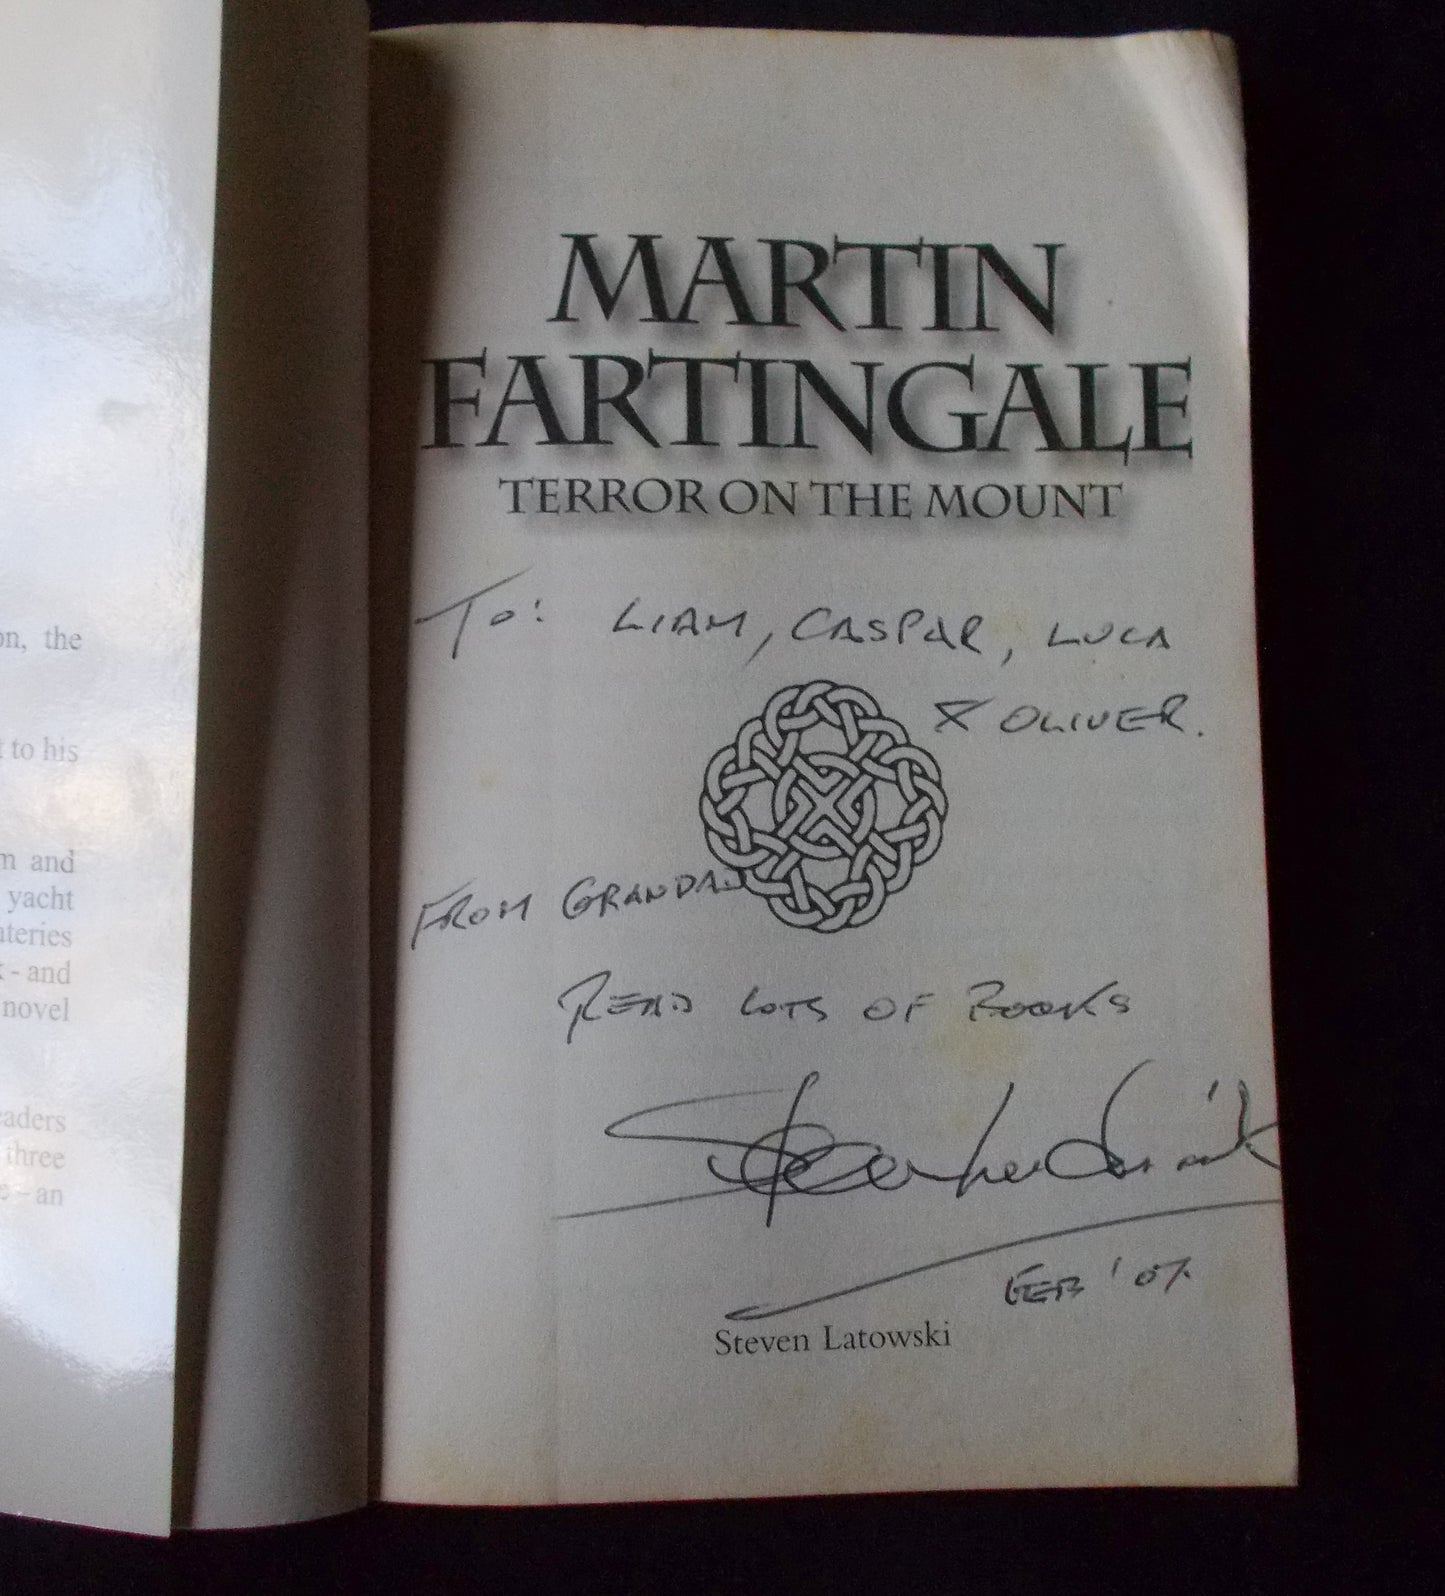 on, the
t to his
m and
yacht
nteries
- and
novel
eaders
three
- an
MARTIN
FARTINGALE
TERROR ON THE MOUNT
TO: LIAM, CASPAR, LUCA
& OLIVER.
FROM GRANDAD
READ LOTS OF BOOKS
FEB '07.
Steven Latowski